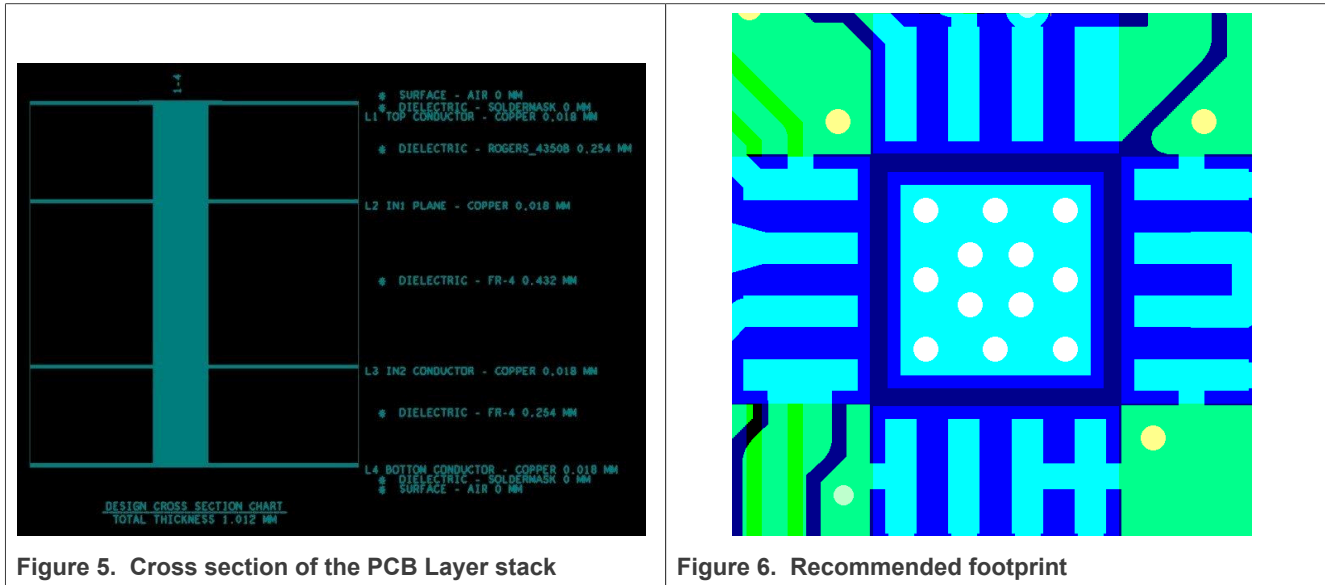 1-4
* SURFACE - AIR 0 MM
* DIELECTRIC - SOLDERMASK 0 MM
L1 TOP CONDUCTOR - COPPER 0.018 MM
* DIELECTRIC - ROGERS_4350B 0.254 MM
L2 IN1 PLANE - COPPER 0.018 MM
* DIELECTRIC - FR-4 0.432 MM
L3 IN2 CONDUCTOR - COPPER 0.018 MM
* DIELECTRIC - FR-4 0.254 MM
L4 BOTTOM CONDUCTOR - COPPER 0.018 MM
* DIELECTRIC - SOLDERMASK 0 MM
* SURFACE - AIR 0 MM
DESIGN CROSS SECTION CHART
TOTAL THICKNESS 1.012 MM
Figure 5. Cross section of the PCB Layer stack
Figure 6. Recommended footprint